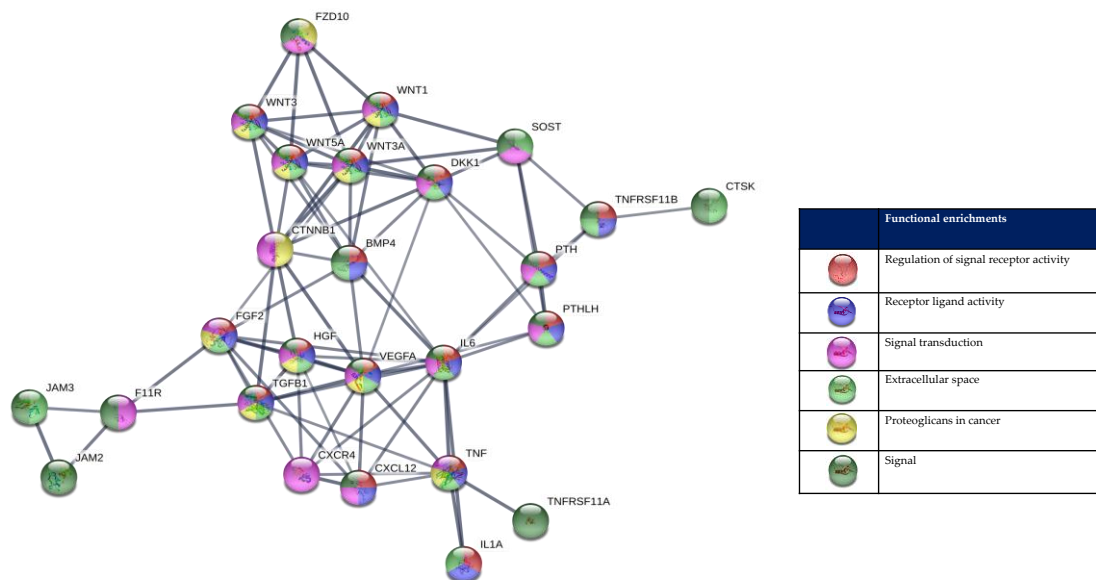 FZD10
WNT1
WNT3
SOST
WNT5A
WNT3A
DKK1
TNFRSF11B
CTSK
CTNNB1
BMP4
PTH
PTHLH
FGF2
HGF
VEGFA
IL6
JAM3
F11R
TGFB1
JAM2
CXCR4
CXCL12
TNF
TNFRSF11A
IL1A
Functional enrichments
Regulation of signal receptor activity
Receptor ligand activity
Signal transduction
Extracellular space
Proteoglicans in cancer
Signal